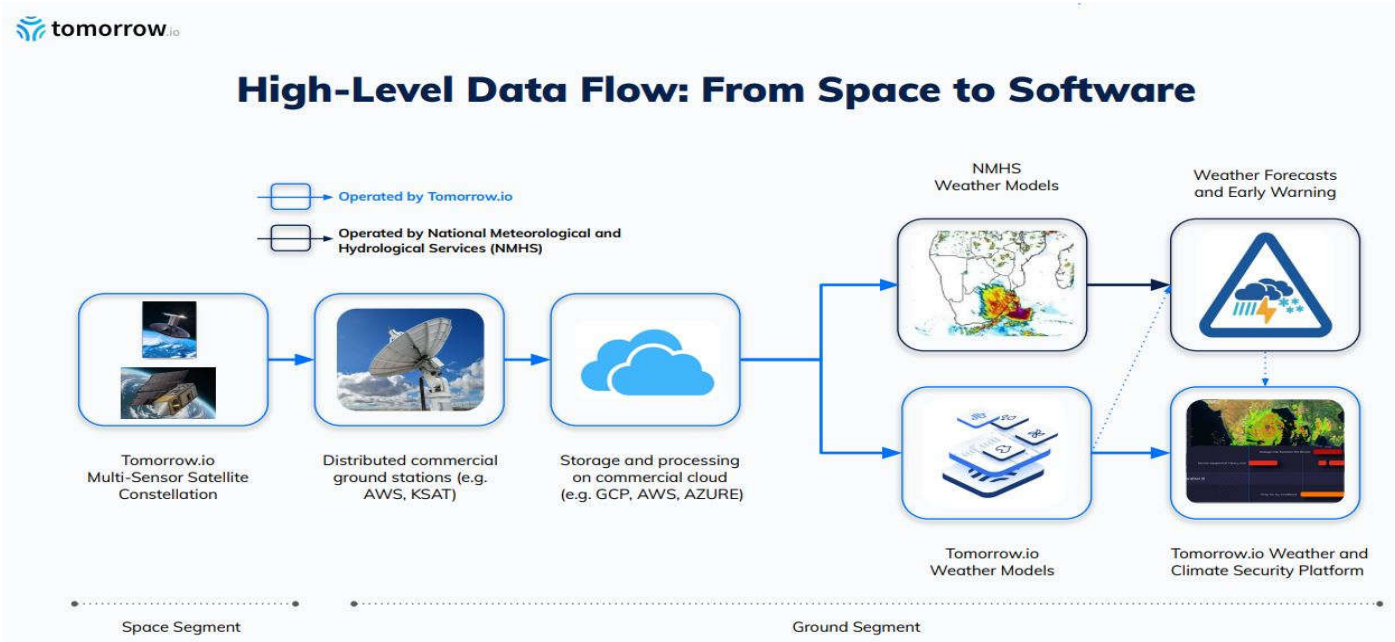 tomorrow.io
High-Level Data Flow: From Space to Software
Operated by Tomorrow.io
Operated by National Meteorological and
Hydrological Services (NMHS)
NMHS
Weather Models
Weather Forecasts
and Early Warning
Tomorrow.io
Multi-Sensor Satellite
Constellation
Distributed commercial
ground stations (e.g.
AWS, KSAT)
Storage and processing
on commercial cloud
(e.g. GCP, AWS, AZURE)
Tomorrow.io
Weather Models
Tomorrow.io Weather and
Climate Security Platform
Space Segment
Ground Segment